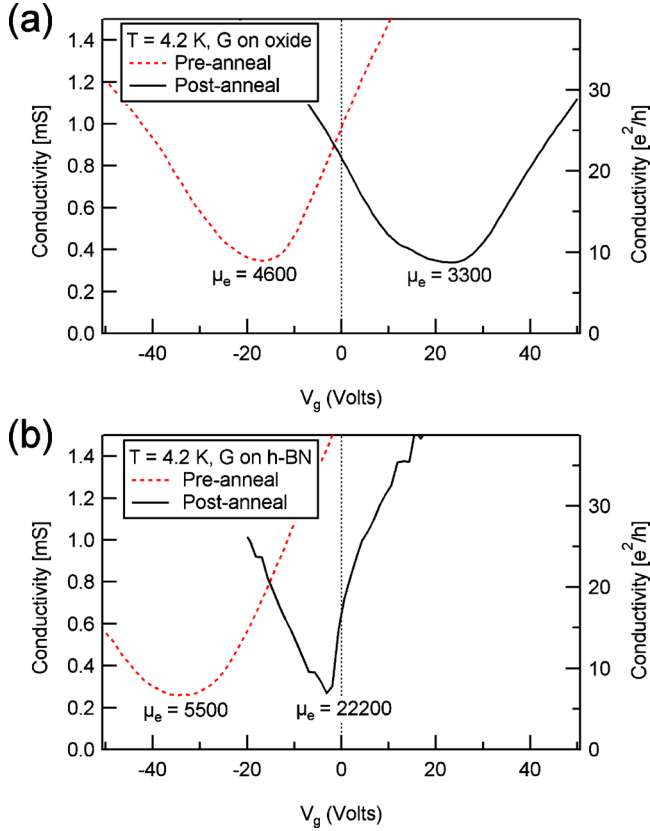 (a)
T = 4.2 K, G on oxide
Pre-anneal
Post-anneal
1.5
1.4
1.2
1.0
0.8
0.6
0.4
0.2
0.0
Conductivity [mS]
30
20
10
0
Conductivity [e²/h]
μe = 4600
μe = 3300
-40
-20
0
20
40
Vg (Volts)
(b)
T = 4.2 K, G on h-BN
Pre-anneal
Post-anneal
1.4
1.2
1.0
0.8
0.6
0.4
0.2
0.0
Conductivity [mS]
30
20
10
0
Conductivity [e²/h]
μe = 5500
μe = 22200
-40
-20
0
20
40
Vg (Volts)